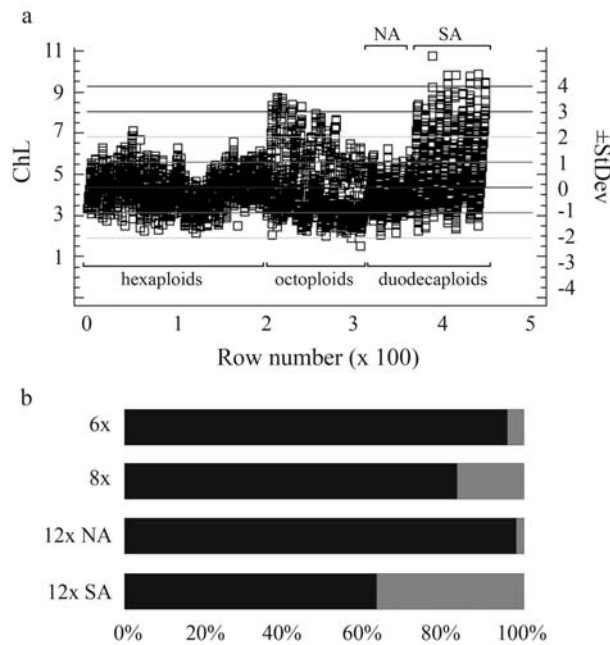 a
NA SA
11
9
7
5
3
1
ChL
4
3
2
1
0
-1
-2
-3
-4
±StDev
hexaploids octoploids duodecaploids
0 1 2 3 4 5
Row number (x 100)
b
6x
8x
12x NA
12x SA
0% 20% 40% 60% 80% 100%